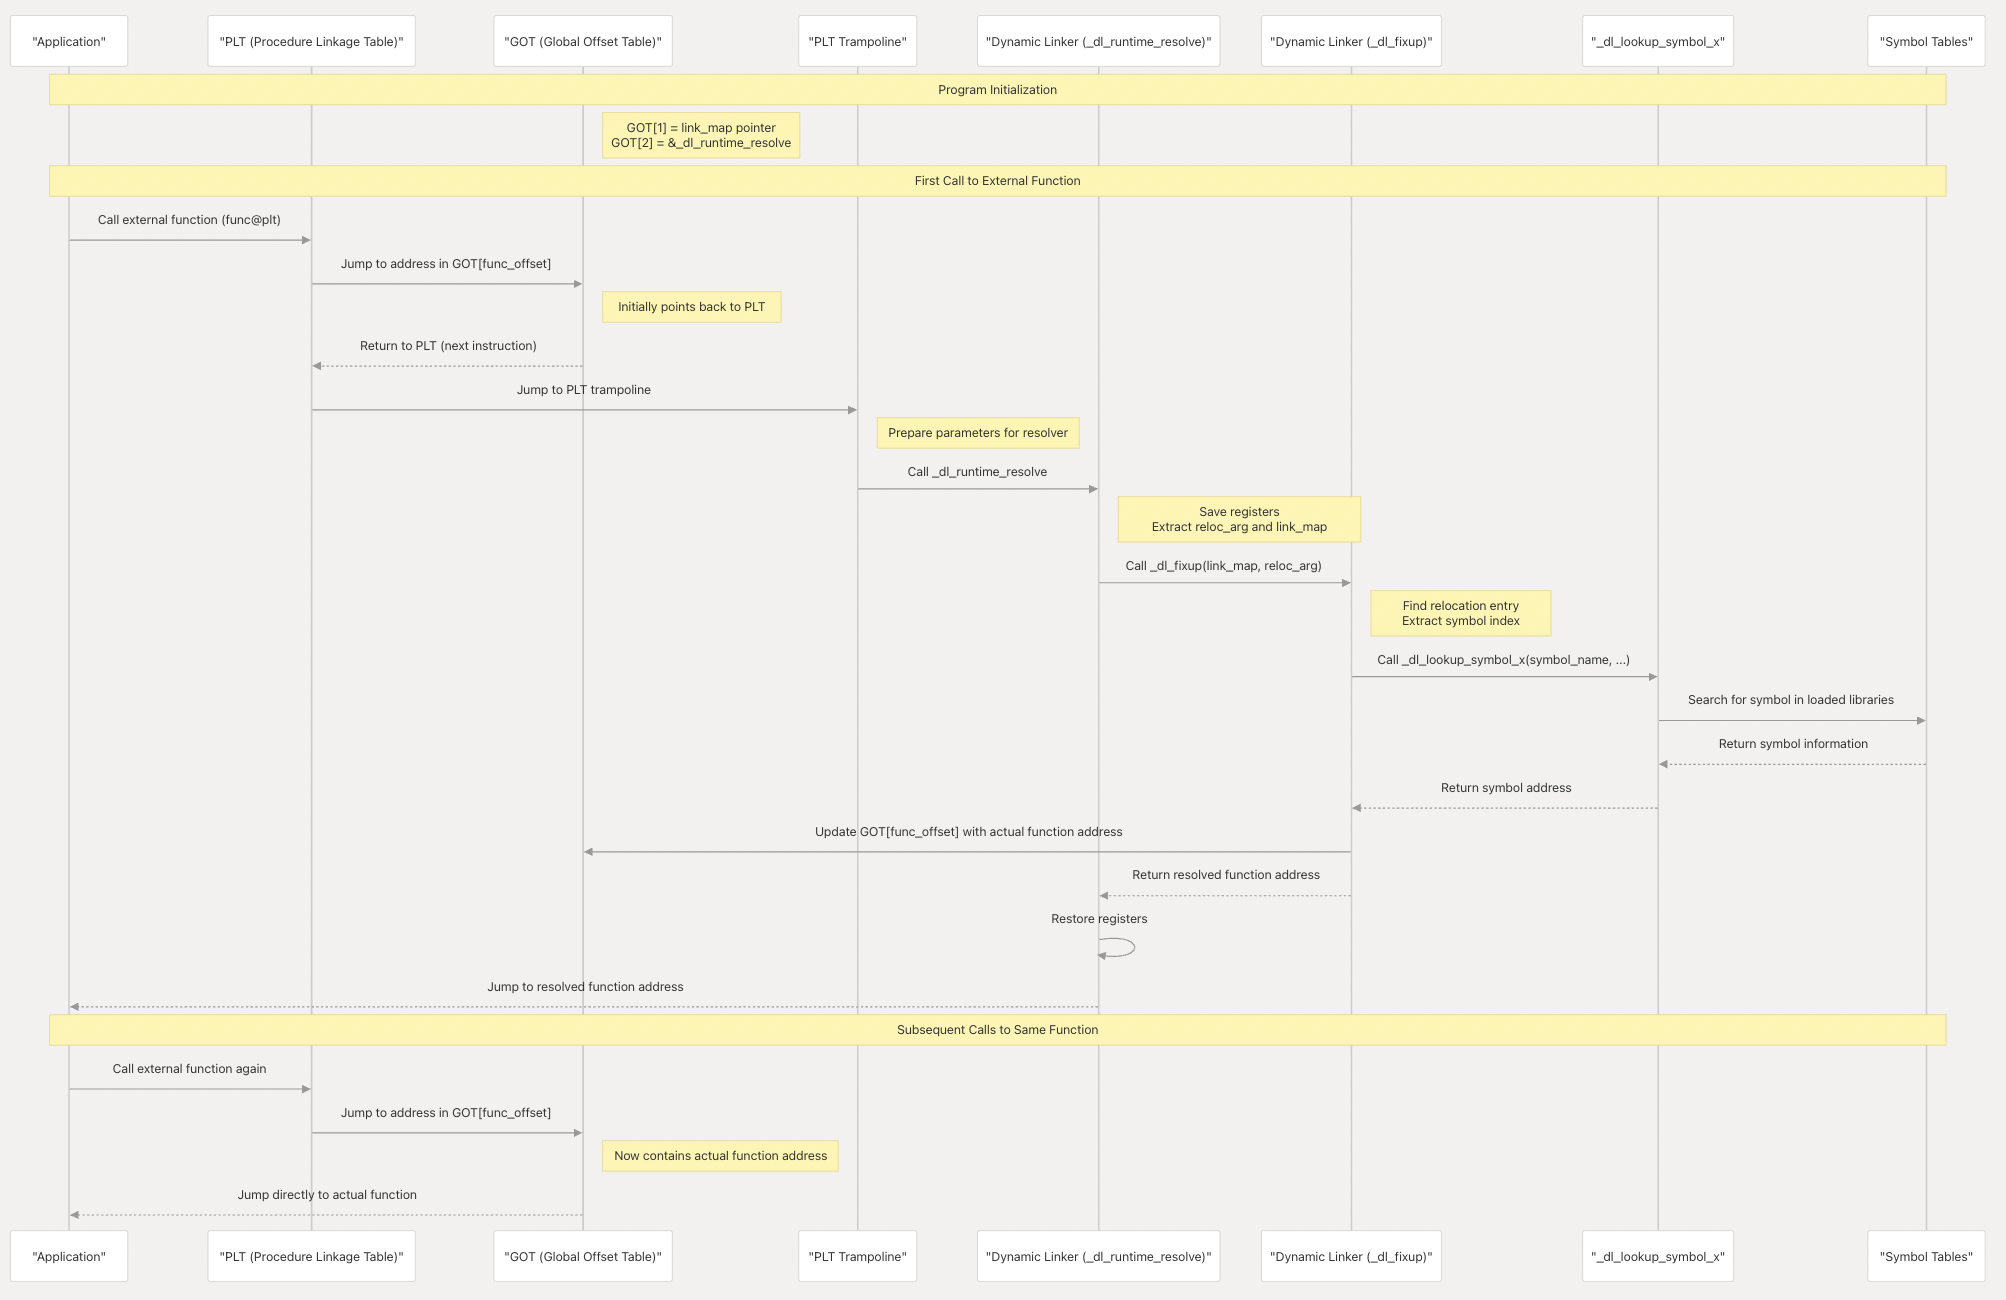 "Application"
"PLT (Procedure Linkage Table)"
"GOT (Global Offset Table)"
"PLT Trampoline"
"Dynamic Linker (_dl_runtime_resolve)"
"Dynamic Linker (_dl_fixup)"
"_dl_lookup_symbol_x"
"Symbol Tables"
Program Initialization
GOT[1] = link_map pointer
GOT[2] = &_dl_runtime_resolve
First Call to External Function
Call external function (func@plt)
Jump to address in GOT[func_offset]
Initially points back to PLT
Return to PLT (next instruction)
Jump to PLT trampoline
Prepare parameters for resolver
Call _dl_runtime_resolve
Save registers
Extract reloc_arg and link_map
Call _dl_fixup(link_map, reloc_arg)
Find relocation entry
Extract symbol index
Call _dl_lookup_symbol_x(symbol_name, ...)
Search for symbol in loaded libraries
Return symbol information
Return symbol address
Update GOT[func_offset] with actual function address
Return resolved function address
Restore registers
Jump to resolved function address
Subsequent Calls to Same Function
Call external function again
Jump to address in GOT[func_offset]
Now contains actual function address
Jump directly to actual function
"Application"
"PLT (Procedure Linkage Table)"
"GOT (Global Offset Table)"
"PLT Trampoline"
"Dynamic Linker (_dl_runtime_resolve)"
"Dynamic Linker (_dl_fixup)"
"_dl_lookup_symbol_x"
"Symbol Tables"